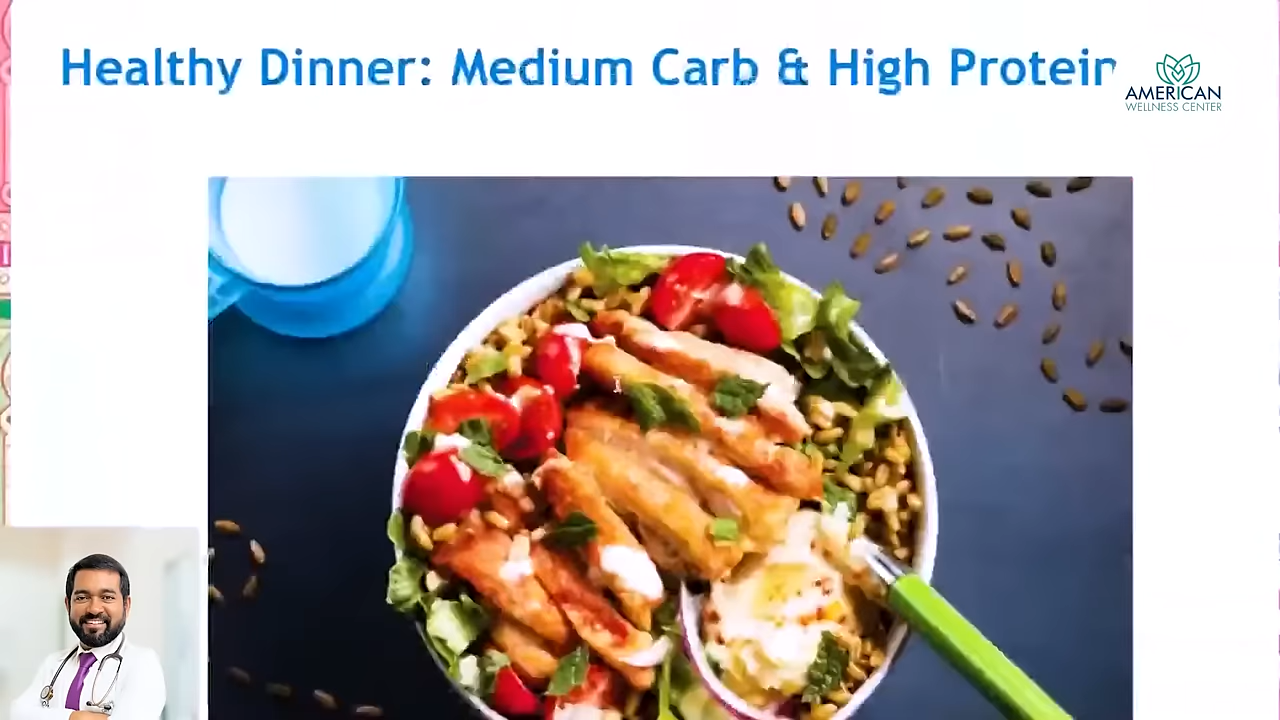 Healthy Dinner: Medium Carb & High Protein
AMERICAN
WELLNESS CENTER